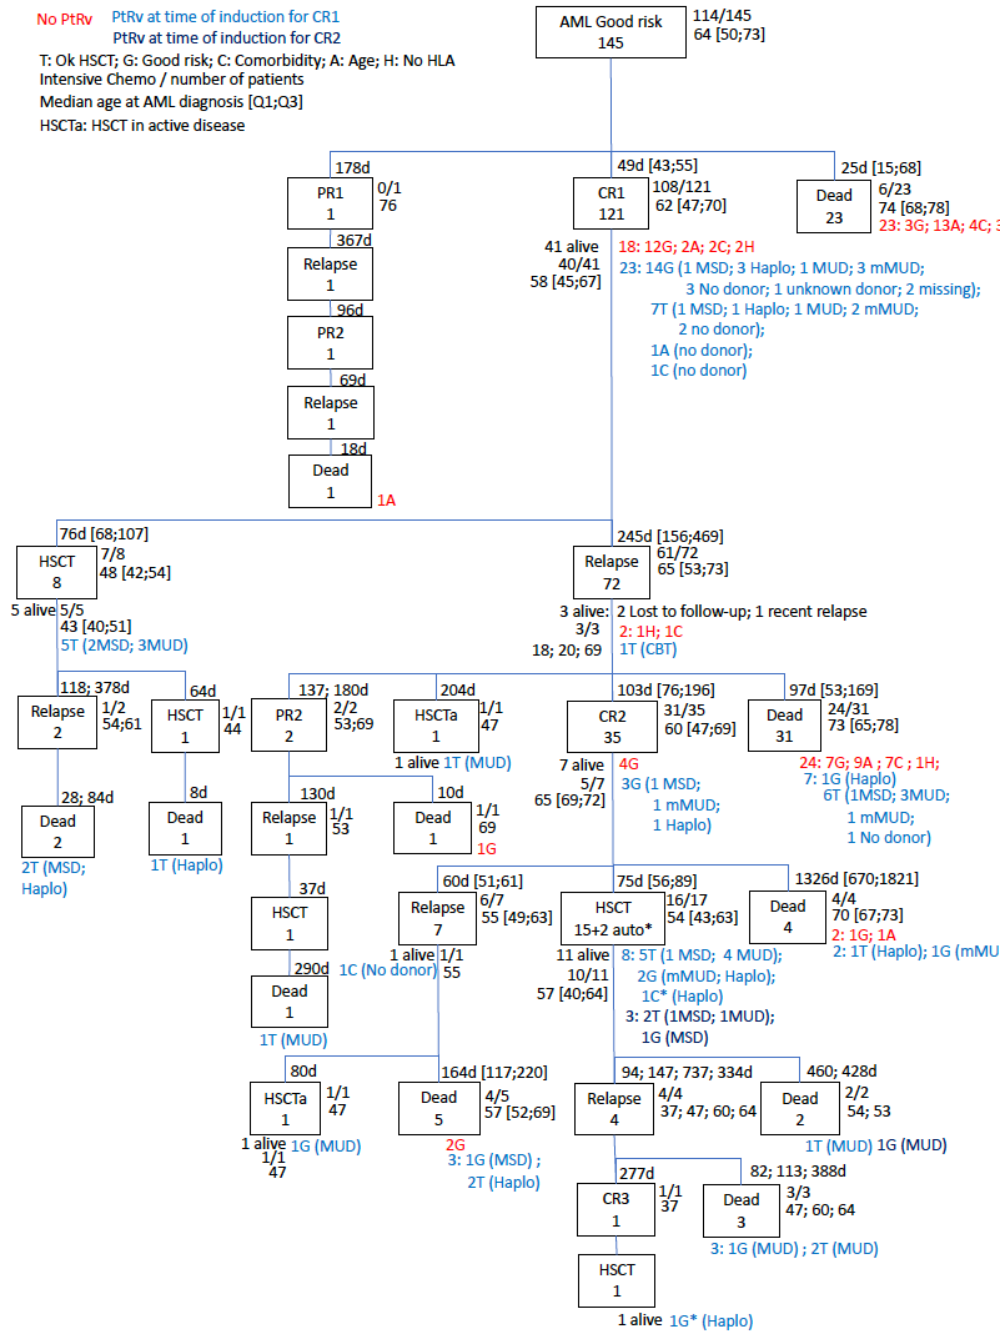 No PtRv PtRv at time of induction for CR1
PtRv at time of induction for CR2
T: Ok HSCT; G: Good risk; C: Comorbidity; A: Age; H: No HLA
Intensive Chemo / number of patients
Median age at AML diagnosis [Q1;Q3]
HSCTa: HSCT in active disease
AML Good risk
145
114/145
64 [50;73]
178d
PR1
1
0/1
76
367d
Relapse
1
96d
PR2
1
69d
Relapse
1
18d
Dead
1
1A
49d [43;55]
CR1
121
108/121
62 [47;70]
41 alive
40/41
58 [45;67]
18: 12G; 2A; 2C; 2H
23: 14G (1 MSD; 3 Haplo; 1 MUD; 3 mMUD;
3 No donor; 1 unknown donor; 2 missing);
7T (1 MSD; 1 Haplo; 1 MUD; 2 mMUD;
2 no donor);
1A (no donor);
1C (no donor)
25d [15;68]
Dead
23
6/23
74 [68;78]
23: 3G; 13A; 4C; 3
76d [68;107]
HSCT
8
7/8
48 [42;54]
5 alive 5/5
43 [40;51]
5T (2MSD; 3MUD)
118; 378d
Relapse
2
1/2
54;61
28; 84d
Dead
2
2T (MSD;
Haplo)
64d
HSCT
1
1/1
44
8d
Dead
1
1T (Haplo)
245d [156;469]
Relapse
72
61/72
65 [53;73]
3 alive: 2 Lost to follow-up; 1 recent relapse
3/3
18; 20; 69
2: 1H; 1C
1T (CBT)
137; 180d
PR2
2
2/2
53;69
130d
Relapse
1
1/1
53
37d
HSCT
1
290d
Dead
1
1T (MUD)
10d
Dead
1
1/1
69
1G
204d
HSCTa
1
1/1
47
1 alive 1T (MUD)
103d [76;196]
CR2
35
31/35
60 [47;69]
7 alive
5/7
65 [69;72]
4G
3G (1 MSD;
1 mMUD;
1 Haplo)
97d [53;169]
Dead
31
24/31
73 [65;78]
24: 7G; 9A ; 7C ; 1H;
7: 1G (Haplo)
6T (1MSD; 3MUD;
1 mMUD;
1 No donor)
60d [51;61]
Relapse
7
6/7
55 [49;63]
1 alive 1/1
55
1C (No donor)
80d
HSCTa
1
1/1
47
1 alive 1G (MUD)
1/1
47
164d [117;220]
Dead
5
4/5
57 [52;69]
2G
3: 1G (MSD) ;
2T (Haplo)
75d [56;89]
HSCT
15+2 auto*
16/17
54 [43;63]
11 alive
10/11
57 [40;64]
8: 5T (1 MSD; 4 MUD);
2G (mMUD; Haplo);
1C* (Haplo)
3: 2T (1MSD; 1MUD);
1G (MSD)
1326d [670;1821]
Dead
4
4/4
70 [67;73]
2: 1G; 1A
2: 1T (Haplo); 1G (mMU
94; 147; 737; 334d
Relapse
4
4/4
37; 47; 60; 64
460; 428d
Dead
2
2/2
54; 53
1T (MUD) 1G (MUD)
277d
CR3
1
1/1
37
HSCT
1
1 alive 1G* (Haplo)
82; 113; 388d
Dead
3
3/3
47; 60; 64
3: 1G (MUD) ; 2T (MUD)